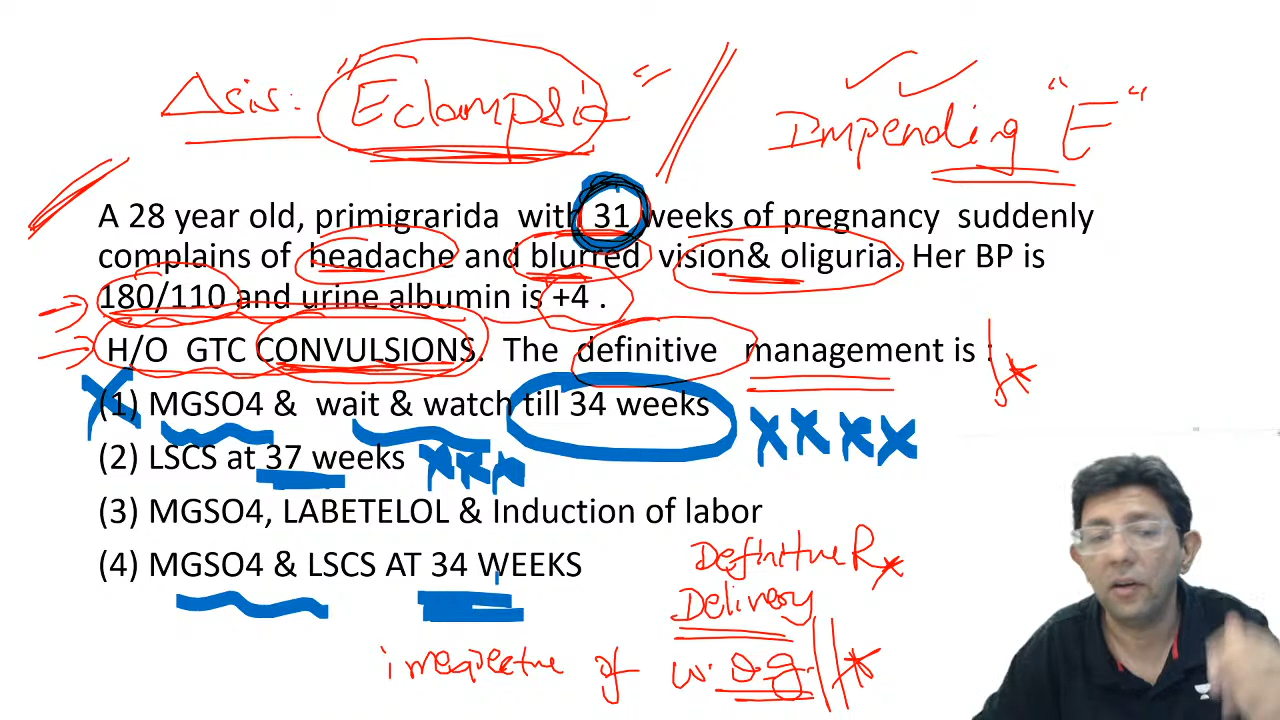 Δsis: "Eclampsia" // Impending "E"
A 28 year old, primigrarida with 31 weeks of pregnancy suddenly
complains of headache and blurred vision& oliguria. Her BP is
180/110 and urine albumin is +4 .
H/O GTC CONVULSIONS. The definitive management is :
(1) MGSO4 & wait & watch till 34 weeks
(2) LSCS at 37 weeks
(3) MGSO4, LABETELOL & Induction of labor
(4) MGSO4 & LSCS AT 34 WEEKS
Definitive Rx
Delivery
irrespective of w.o.g.